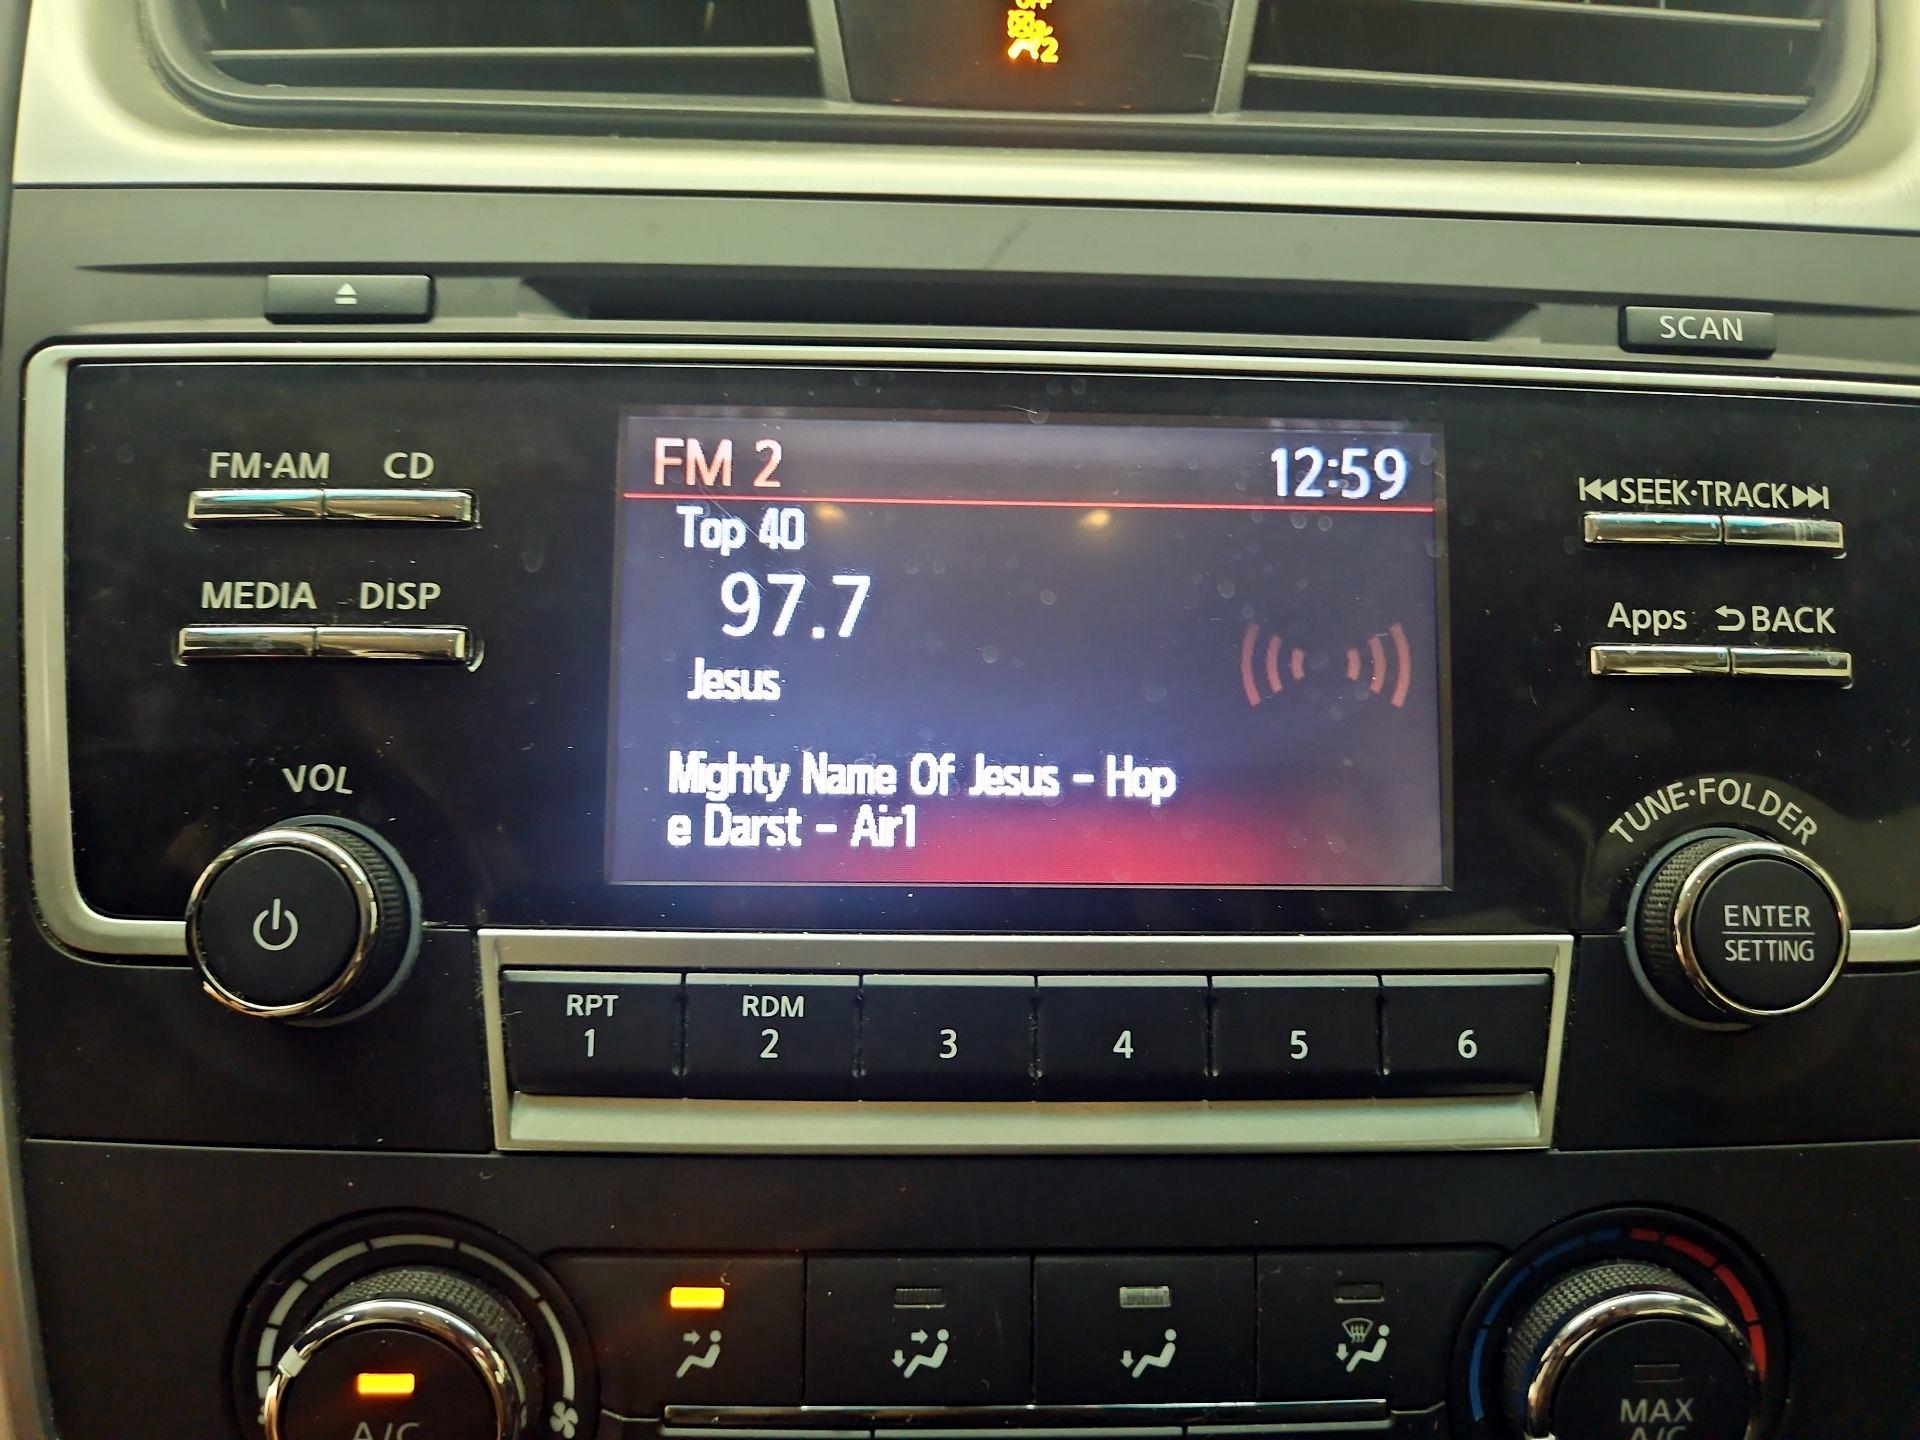 OFF
2
SCAN
FM·AM CD
FM 2 12:59
SEEK·TRACK
Top 40
97.7
MEDIA DISP
Apps BACK
Jesus
VOL
Mighty Name Of Jesus - Hop
e Darst - Air1
TUNE·FOLDER
ENTER
SETTING
RPT RDM
1 2 3 4 5 6
A/C
MAX
A/C